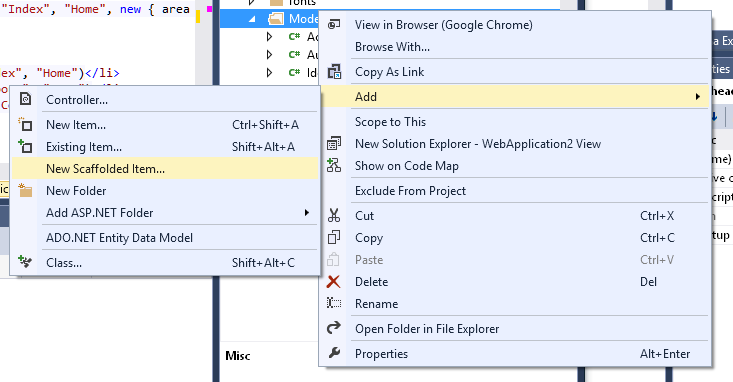 "Index", "Home", new { area
fonts
Mode
Ac
Au
Ide
ex", "Home")</li>
View in Browser (Google Chrome)
Browse With...
Copy As Link
Add
Scope to This
New Solution Explorer - WebApplication2 View
Show on Code Map
Exclude From Project
Cut Ctrl+X
Copy Ctrl+C
Paste Ctrl+V
Delete Del
Rename
Open Folder in File Explorer
Properties Alt+Enter
Controller...
New Item... Ctrl+Shift+A
Existing Item... Shift+Alt+A
New Scaffolded Item...
New Folder
Add ASP.NET Folder
ADO.NET Entity Data Model
Class... Shift+Alt+C
a Ex
ties
head
c
me)
ve c
cript
n
tup
Misc